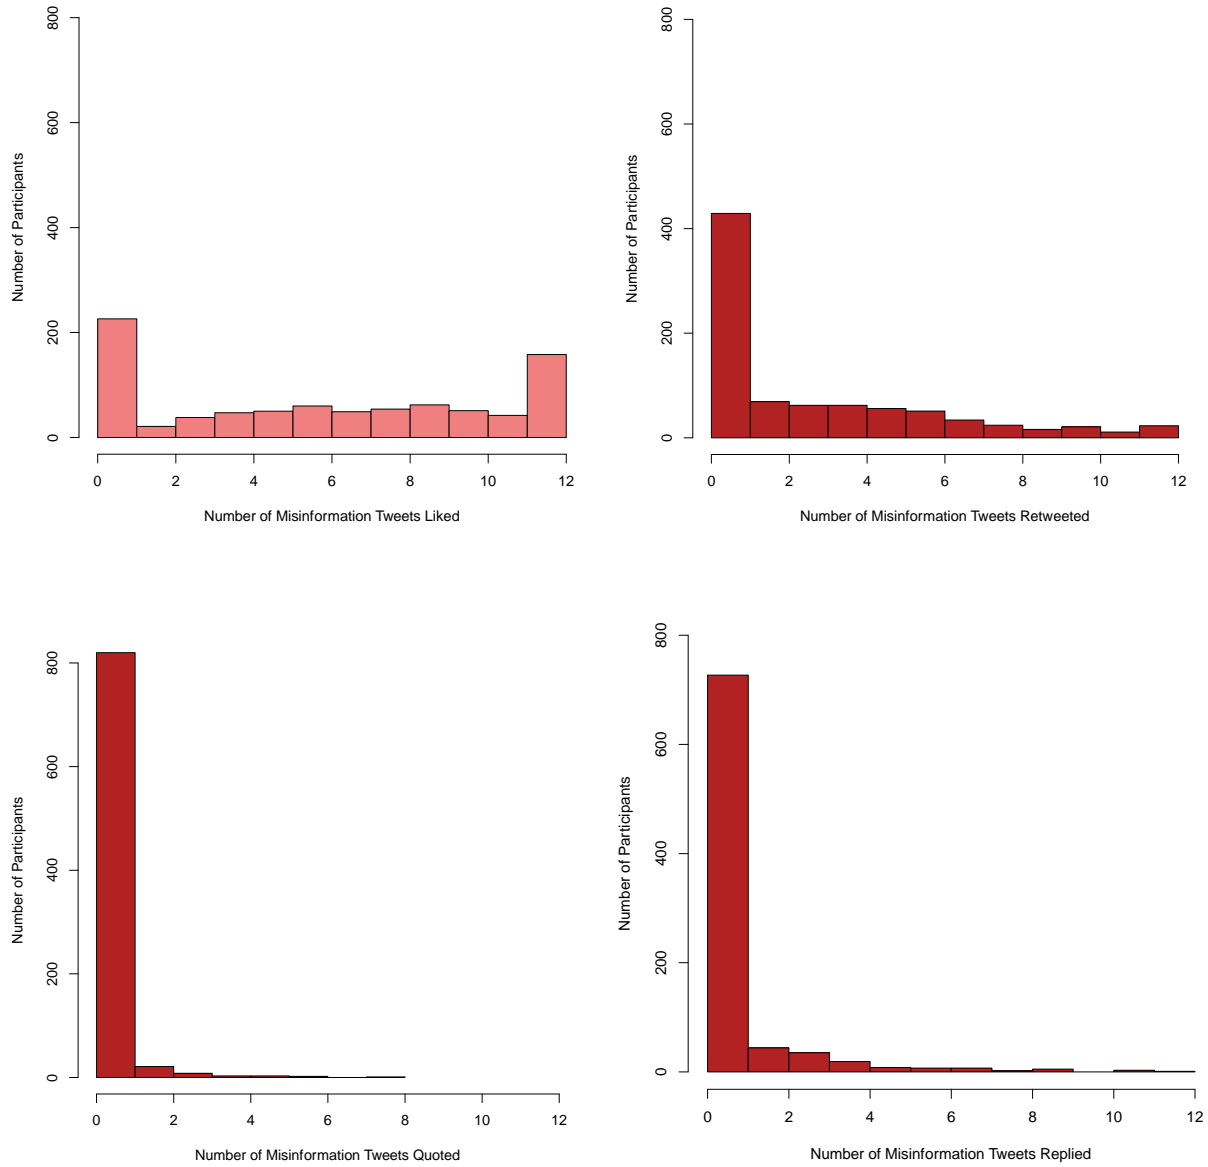 800
600
400
200
0
Number of Participants
0 2 4 6 8 10 12
Number of Misinformation Tweets Liked
800
600
400
200
0
Number of Participants
0 2 4 6 8 10 12
Number of Misinformation Tweets Retweeted
800
600
400
200
0
Number of Participants
0 2 4 6 8 10 12
Number of Misinformation Tweets Quoted
800
600
400
200
0
Number of Participants
0 2 4 6 8 10 12
Number of Misinformation Tweets Replied